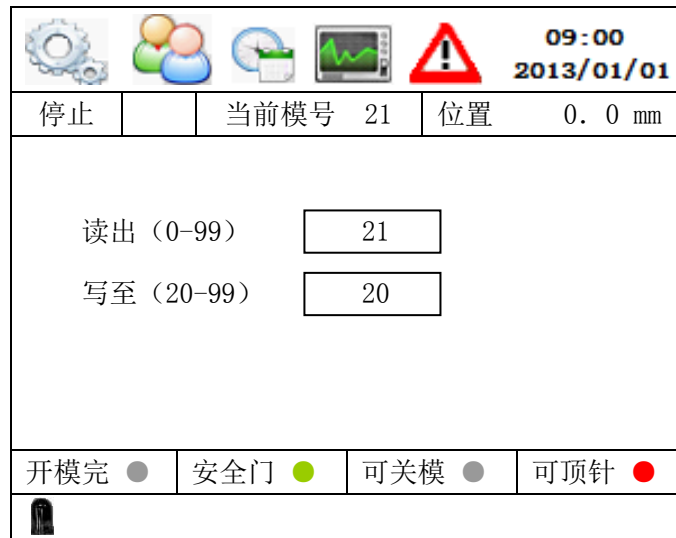 09:00
2013/01/01
停止 当前模号 21 位置 0. 0 mm
读出（0-99） 21
写至（20-99） 20
开模完 安全门 可关模 可顶针